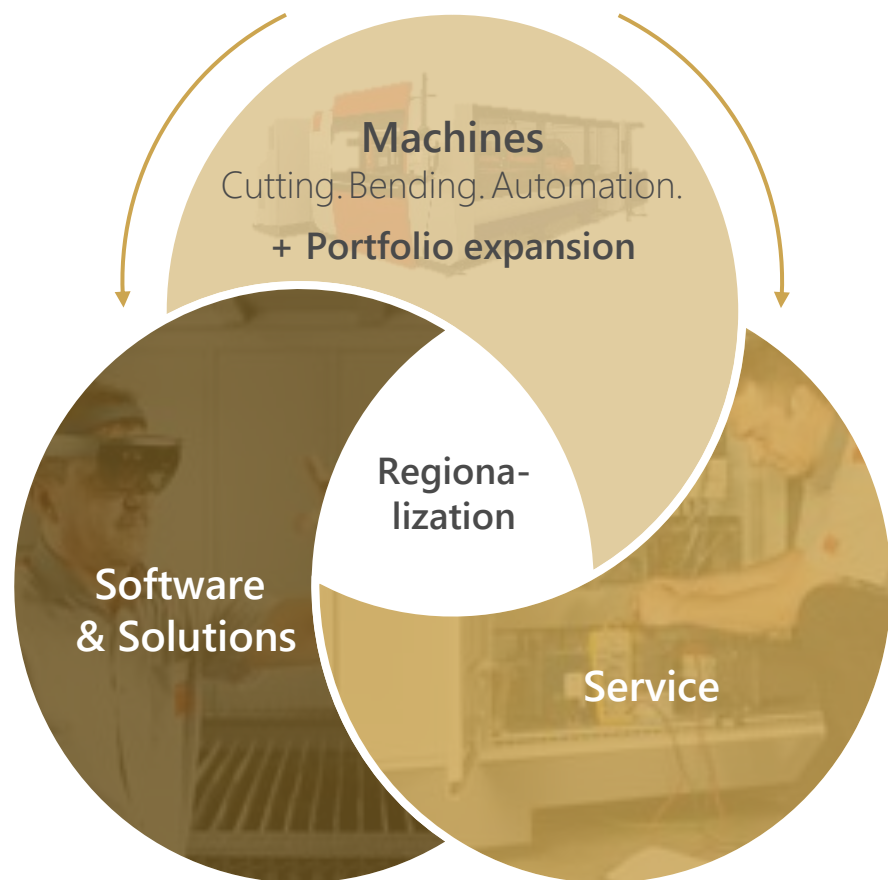 Machines
Cutting. Bending. Automation.
+ Portfolio expansion
Regiona-
lization
Software
& Solutions
Service